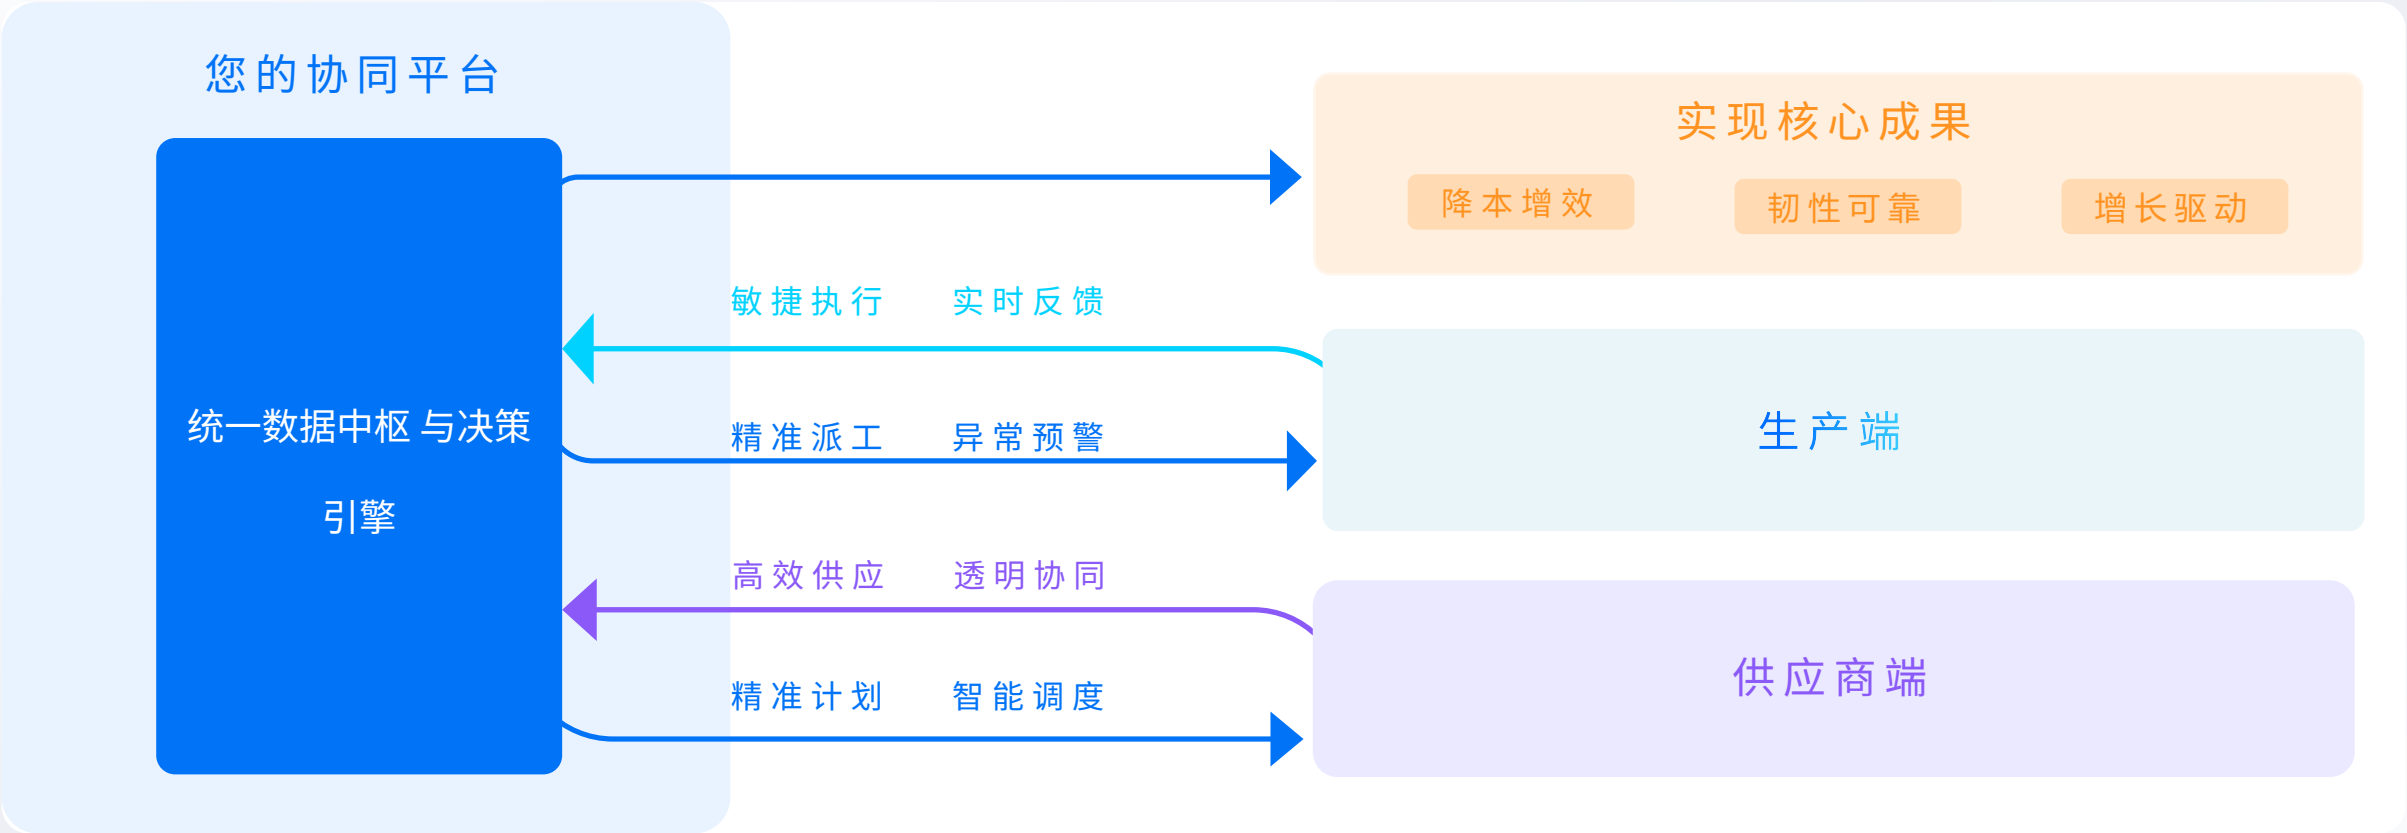 您的协同平台
统一数据中枢 与决策
引擎
实现核心成果
降本增效
韧性可靠
增长驱动
敏捷执行 实时反馈
精准派工 异常预警
生产端
高效供应 透明协同
精准计划 智能调度
供应商端